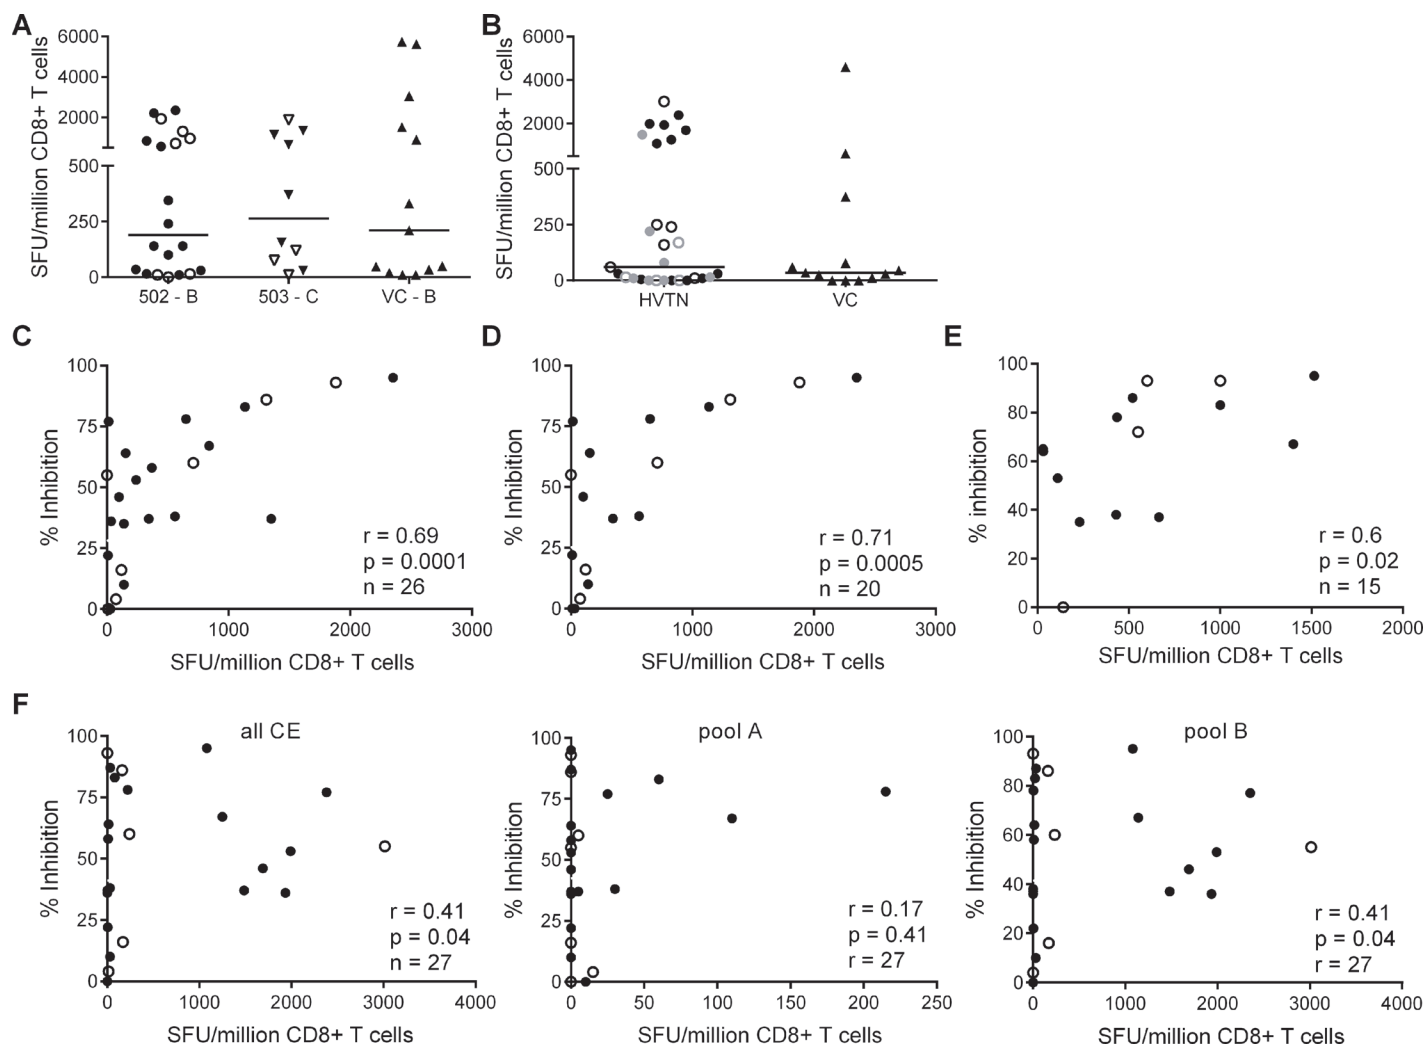 A
SFU/million CD8+ T cells
6000
4000
2000
500
250
0
502 - B
503 - C
VC - B
B
SFU/million CD8+ T cells
6000
4000
2000
500
250
0
HVTN
VC
C
% Inhibition
100
75
50
25
0
0
1000
2000
3000
r = 0.69
p = 0.0001
n = 26
SFU/million CD8+ T cells
D
% Inhibition
100
75
50
25
0
0
1000
2000
3000
r = 0.71
p = 0.0005
n = 20
SFU/million CD8+ T cells
E
% inhibition
100
80
60
40
20
0
0
500
1000
1500
2000
r = 0.6
p = 0.02
n = 15
SFU/million CD8+ T cells
F
all CE
% Inhibition
100
75
50
25
0
0
1000
2000
3000
4000
r = 0.41
p = 0.04
n = 27
SFU/million CD8+ T cells
pool A
% Inhibition
100
75
50
25
0
0
50
100
150
200
250
r = 0.17
p = 0.41
r = 27
SFU/million CD8+ T cells
pool B
% Inhibition
100
80
60
40
20
0
0
1000
2000
3000
4000
r = 0.41
p = 0.04
r = 27
SFU/million CD8+ T cells